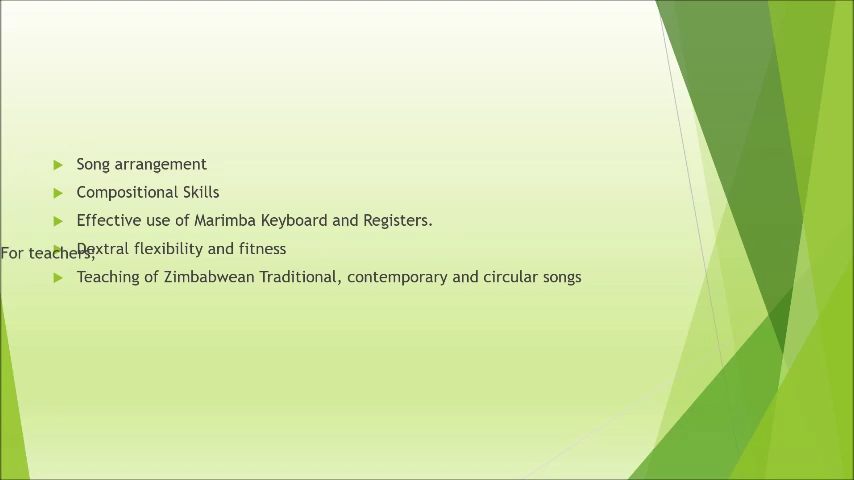 Song arrangement
Compositional Skills
Effective use of Marimba Keyboard and Registers.
Dextral flexibility and fitness
For teachers;
Teaching of Zimbabwean Traditional, contemporary and circular songs